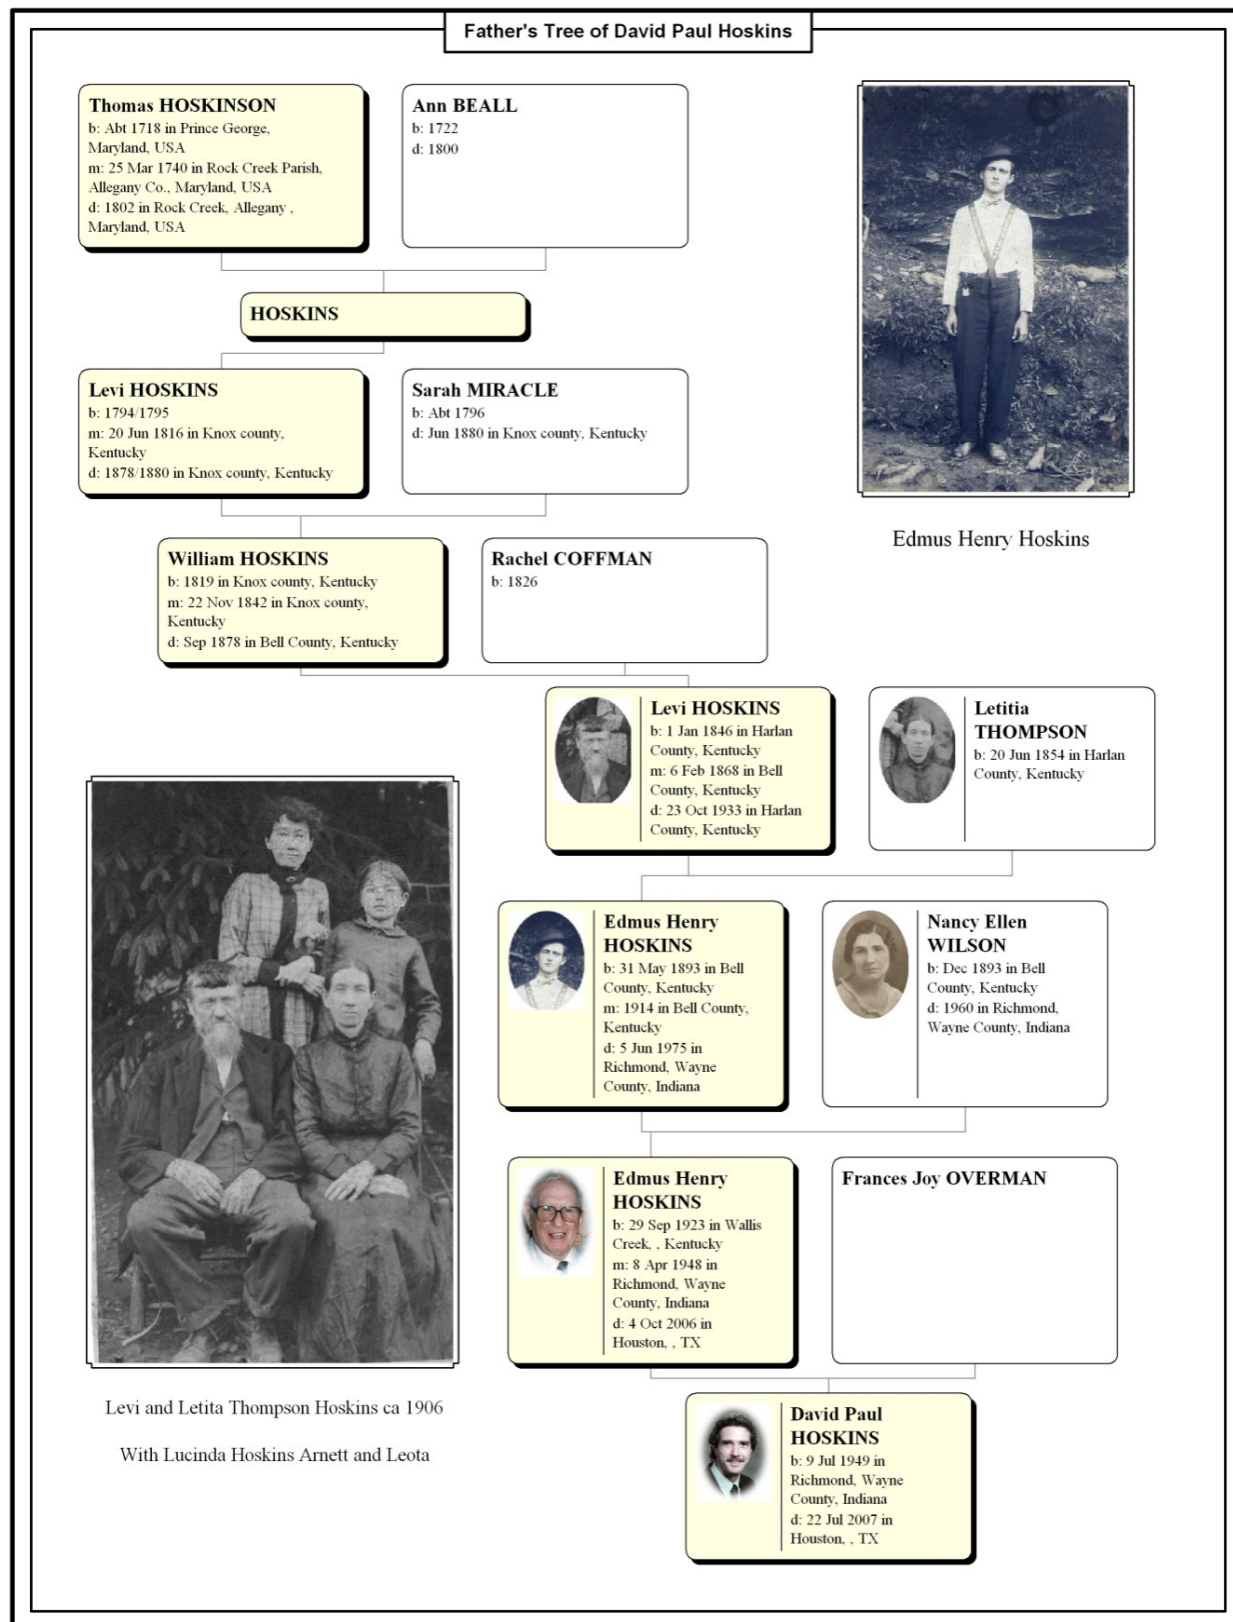 Father's Tree of David Paul Hoskins
Thomas HOSKINSON
b: Abt 1718 in Prince George,
Maryland, USA
m: 25 Mar 1740 in Rock Creek Parish,
Allegany Co., Maryland, USA
d: 1802 in Rock Creek, Allegany ,
Maryland, USA
Ann BEALL
b: 1722
d: 1800
HOSKINS
Levi HOSKINS
b: 1794/1795
m: 20 Jun 1816 in Knox county,
Kentucky
d: 1878/1880 in Knox county, Kentucky
Sarah MIRACLE
b: Abt 1796
d: Jun 1880 in Knox county, Kentucky
Edmus Henry Hoskins
William HOSKINS
b: 1819 in Knox county, Kentucky
m: 22 Nov 1842 in Knox county,
Kentucky
d: Sep 1878 in Bell County, Kentucky
Rachel COFFMAN
b: 1826
Levi HOSKINS
b: 1 Jan 1846 in Harlan
County, Kentucky
m: 6 Feb 1868 in Bell
County, Kentucky
d: 23 Oct 1933 in Harlan
County, Kentucky
Letitia
THOMPSON
b: 20 Jun 1854 in Harlan
County, Kentucky
Edmus Henry
HOSKINS
b: 31 May 1893 in Bell
County, Kentucky
m: 1914 in Bell County,
Kentucky
d: 5 Jun 1975 in
Richmond, Wayne
County, Indiana
Nancy Ellen
WILSON
b: Dec 1893 in Bell
County, Kentucky
d: 1960 in Richmond,
Wayne County, Indiana
Edmus Henry
HOSKINS
b: 29 Sep 1923 in Wallis
Creek, , Kentucky
m: 8 Apr 1948 in
Richmond, Wayne
County, Indiana
d: 4 Oct 2006 in
Houston, , TX
Frances Joy OVERMAN
Levi and Letita Thompson Hoskins ca 1906
With Lucinda Hoskins Arnett and Leota
David Paul
HOSKINS
b: 9 Jul 1949 in
Richmond, Wayne
County, Indiana
d: 22 Jul 2007 in
Houston, , TX